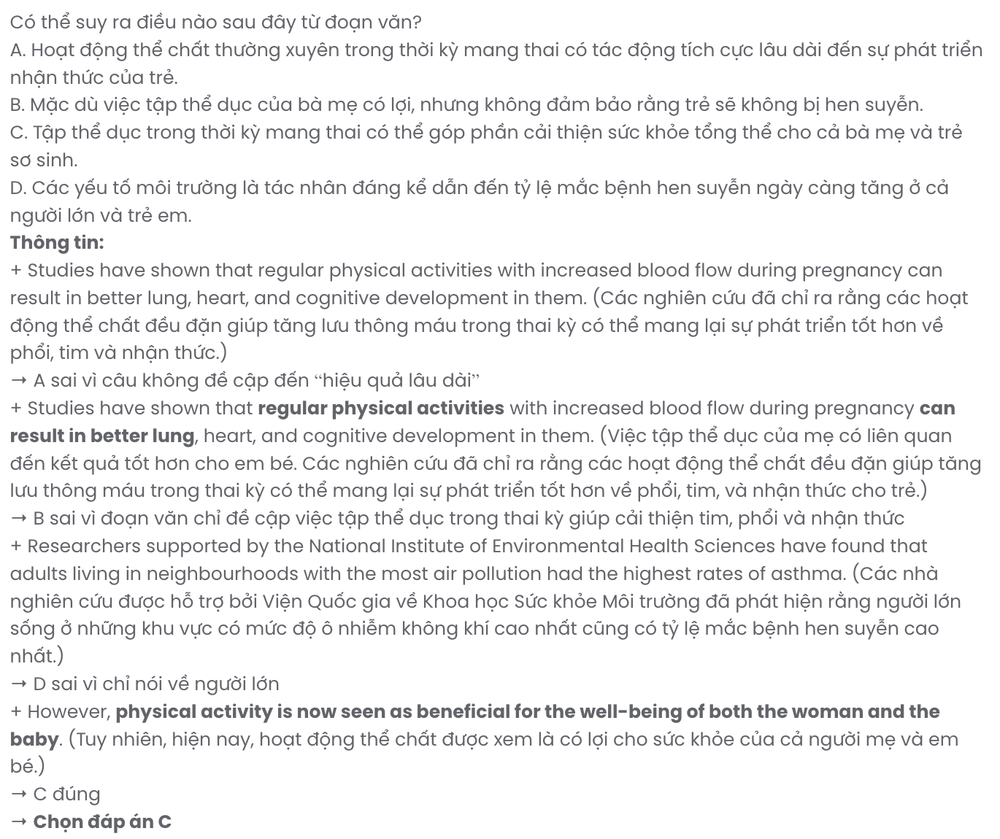 Có thể suy ra điều nào sau đây từ đoạn văn?
A. Hoạt động thể chất thường xuyên trong thời kỳ mang thai có tác động tích cực lâu dài đến sự phát triển
nhận thức của trẻ.
B. Mặc dù việc tập thể dục của bà mẹ có lợi, nhưng không đảm bảo rằng trẻ sẽ không bị hen suyễn.
C. Tập thể dục trong thời kỳ mang thai có thể góp phần cải thiện sức khỏe tổng thể cho cả bà mẹ và trẻ
sơ sinh.
D. Các yếu tố môi trường là tác nhân đáng kể dẫn đến tỷ lệ mắc bệnh hen suyễn ngày càng tăng ở cả
người lớn và trẻ em.
Thông tin:
+ Studies have shown that regular physical activities with increased blood flow during pregnancy can
result in better lung, heart, and cognitive development in them. (Các nghiên cứu đã chỉ ra rằng các hoạt
động thể chất đều đặn giúp tăng lưu thông máu trong thai kỳ có thể mang lại sự phát triển tốt hơn về
phổi, tim và nhận thức.)
→ A sai vì câu không đề cập đến “hiệu quả lâu dài”
+ Studies have shown that regular physical activities with increased blood flow during pregnancy can
result in better lung, heart, and cognitive development in them. (Việc tập thể dục của mẹ có liên quan
đến kết quả tốt hơn cho em bé. Các nghiên cứu đã chỉ ra rằng các hoạt động thể chất đều đặn giúp tăng
lưu thông máu trong thai kỳ có thể mang lại sự phát triển tốt hơn về phổi, tim, và nhận thức cho trẻ.)
→ B sai vì đoạn văn chỉ đề cập việc tập thể dục trong thai kỳ giúp cải thiện tim, phổi và nhận thức
+ Researchers supported by the National Institute of Environmental Health Sciences have found that
adults living in neighbourhoods with the most air pollution had the highest rates of asthma. (Các nhà
nghiên cứu được hỗ trợ bởi Viện Quốc gia về Khoa học Sức khỏe Môi trường đã phát hiện rằng người lớn
sống ở những khu vực có mức độ ô nhiễm không khí cao nhất cũng có tỷ lệ mắc bệnh hen suyễn cao
nhất.)
→ D sai vì chỉ nói về người lớn
+ However, physical activity is now seen as beneficial for the well-being of both the woman and the
baby. (Tuy nhiên, hiện nay, hoạt động thể chất được xem là có lợi cho sức khỏe của cả người mẹ và em
bé.)
→ C đúng
→ Chọn đáp án C